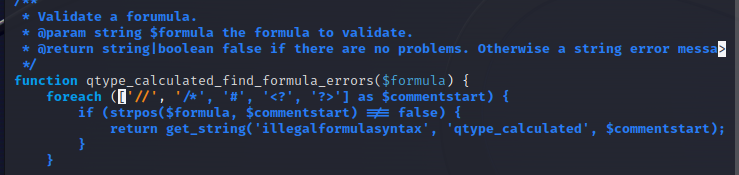 /**
 * Validate a forumula.
 * @param string $formula the formula to validate.
 * @return string|boolean false if there are no problems. Otherwise a string error messa>
 */
function qtype_calculated_find_formula_errors($formula) {
    foreach (['//', '/*', '#', '<?', '?>'] as $commentstart) {
        if (strpos($formula, $commentstart) !== false) {
            return get_string('illegalformulasyntax', 'qtype_calculated', $commentstart);
        }
    }